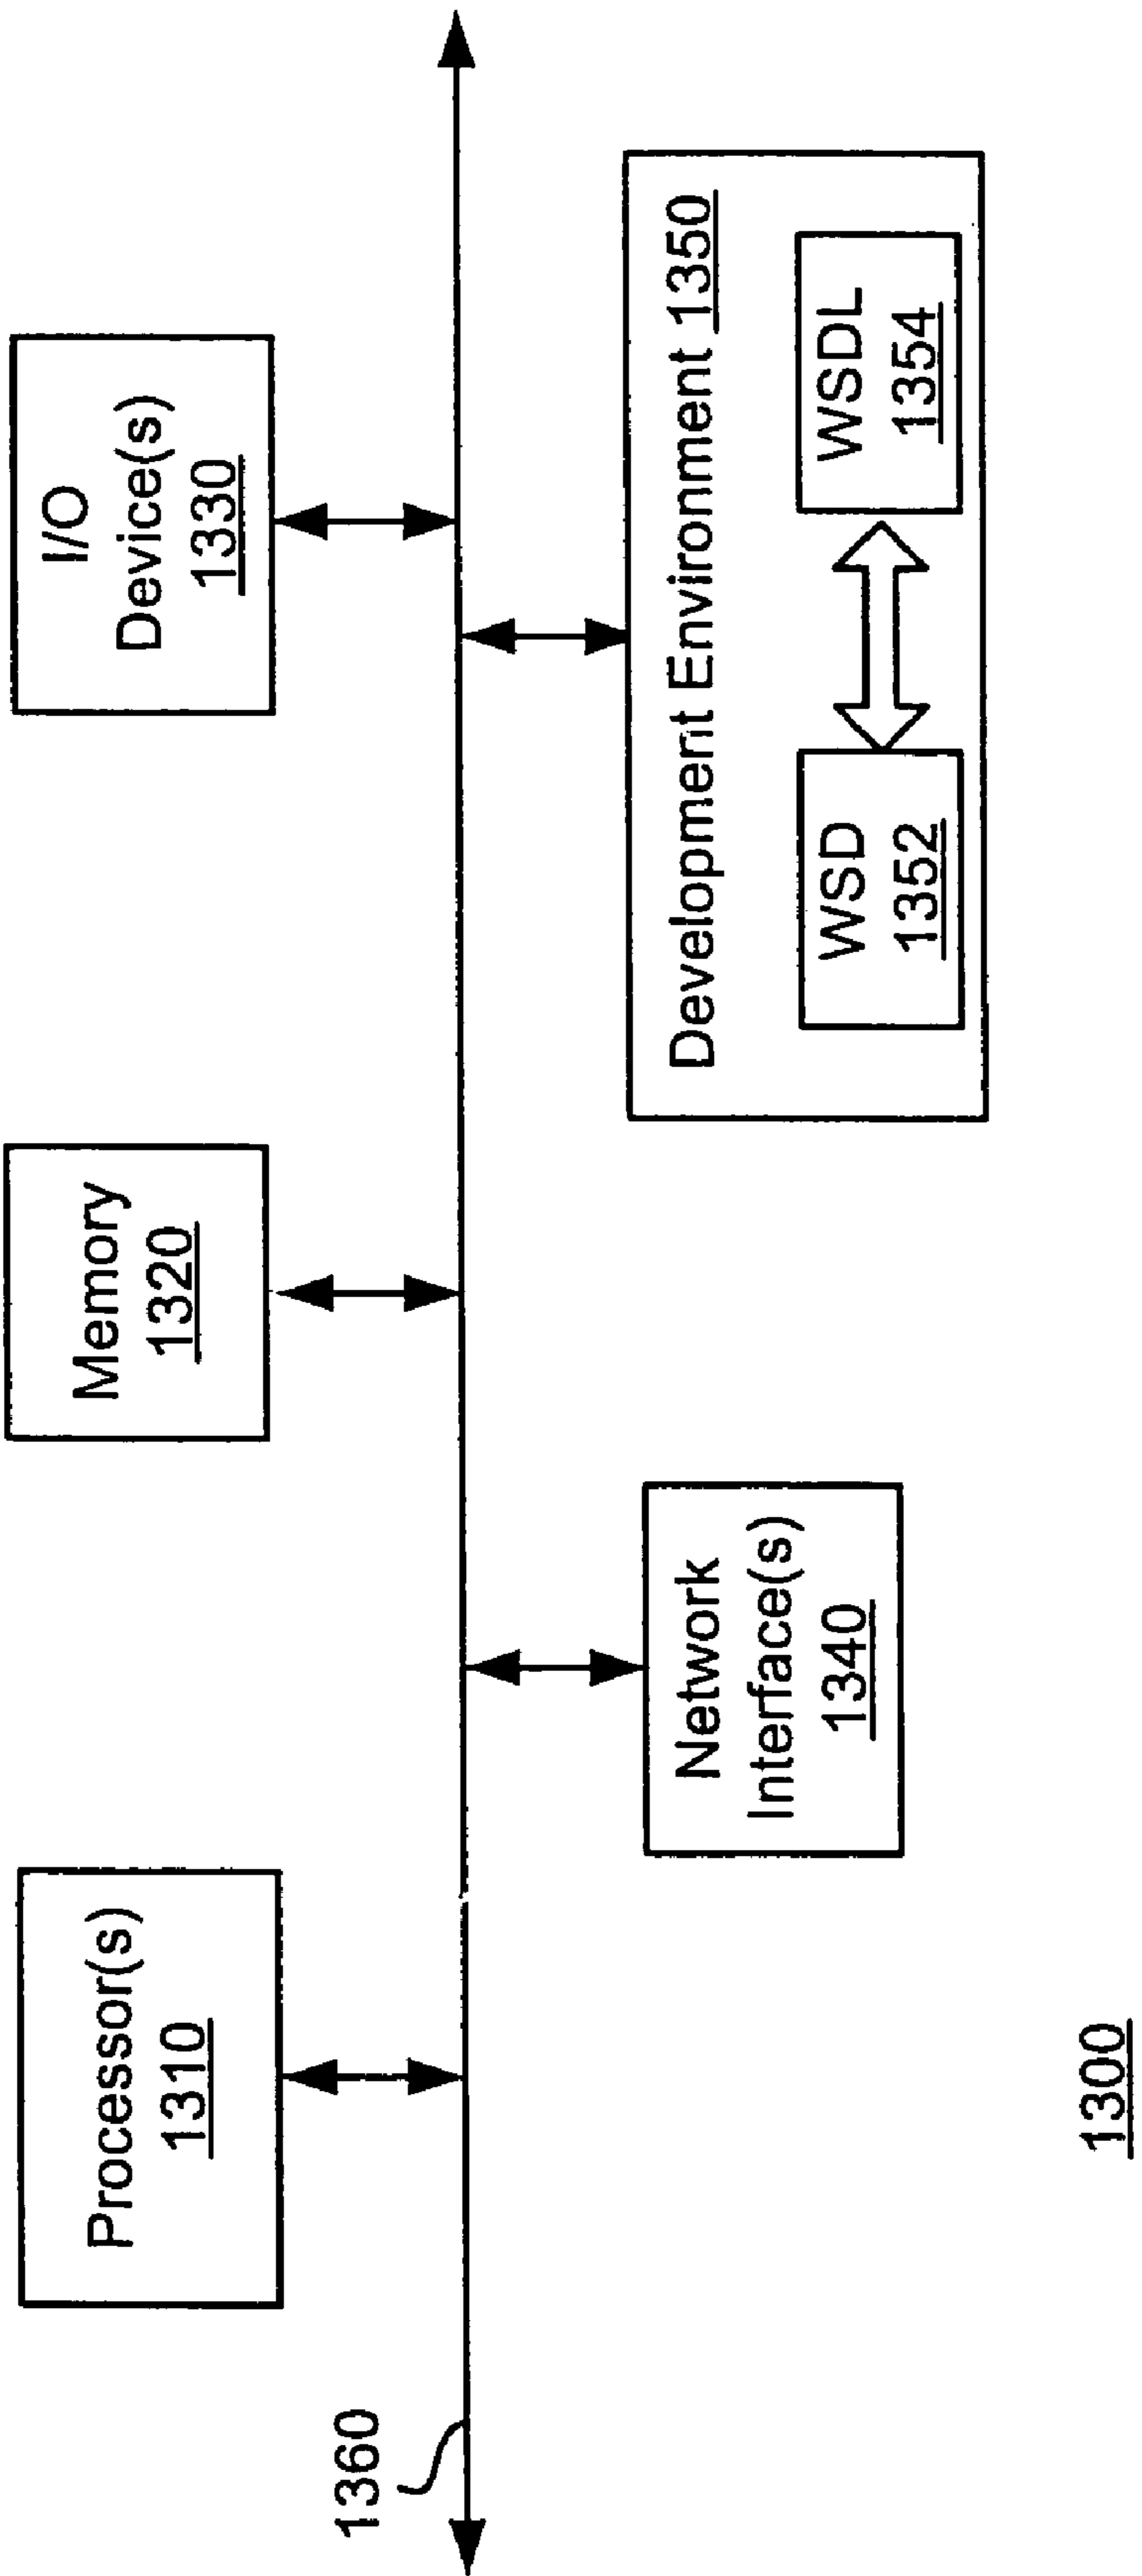 Processor(s)
1310
Memory
1320
I/O
Device(s)
1330
1360
Network
Interface(s)
1340
Development Environment 1350
WSD
1352
WSDL
1354
1300